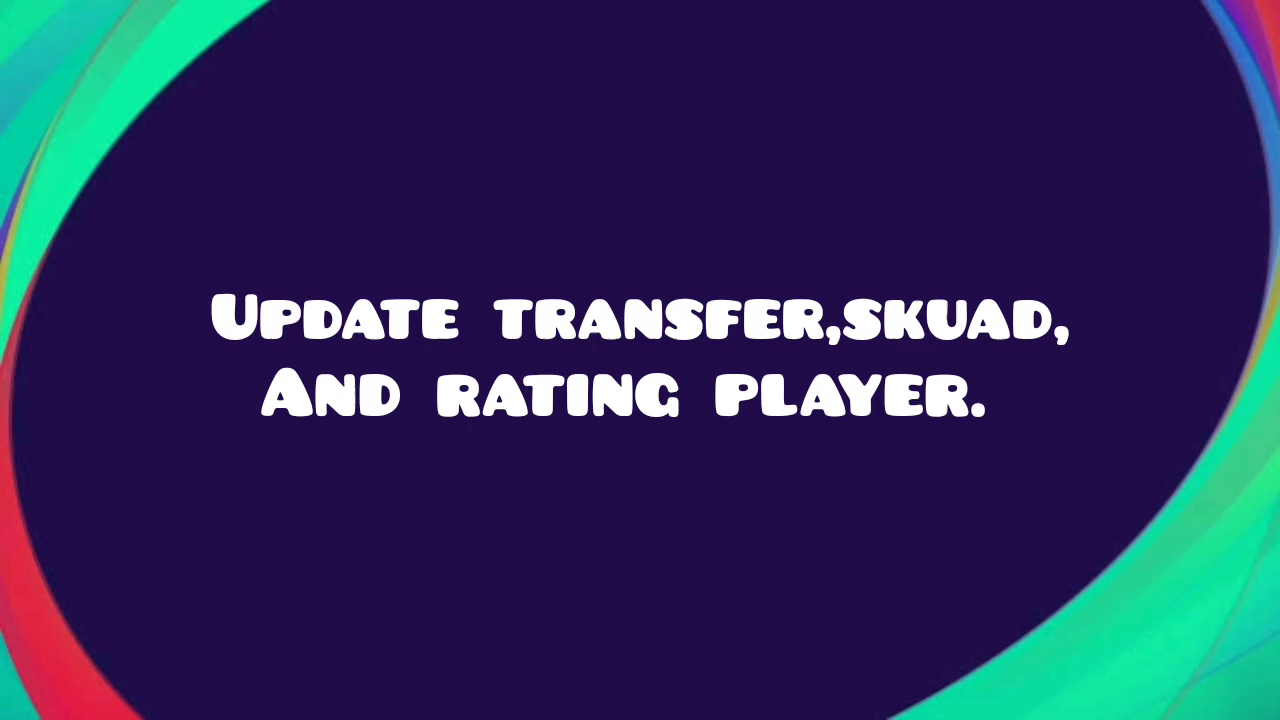 Update transfer,skuad,
And rating player.